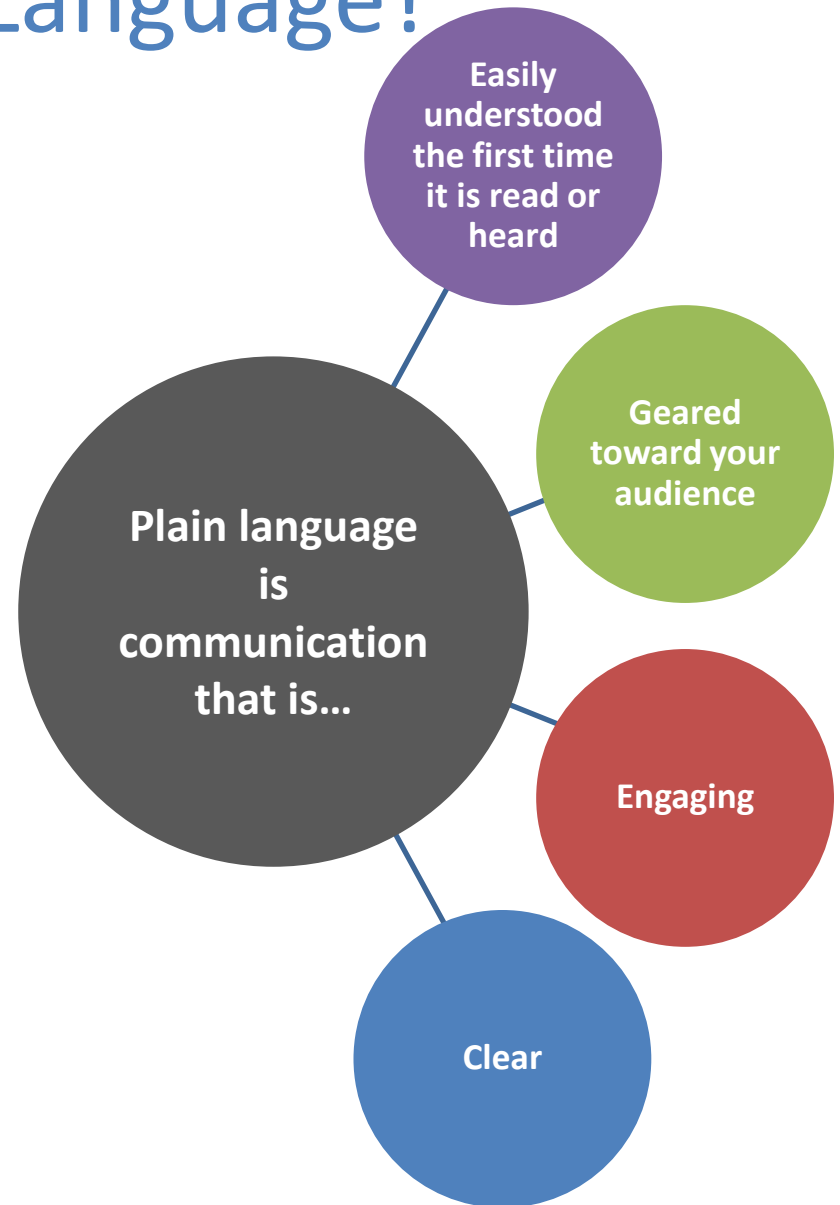 Language?
Easily
understood
the first time
it is read or
heard
Geared
toward your
audience
Plain language
is
communication
that is…
Engaging
Clear